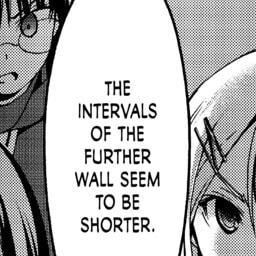 THE
INTERVALS
OF THE
FURTHER
WALL SEEM
TO BE
SHORTER.